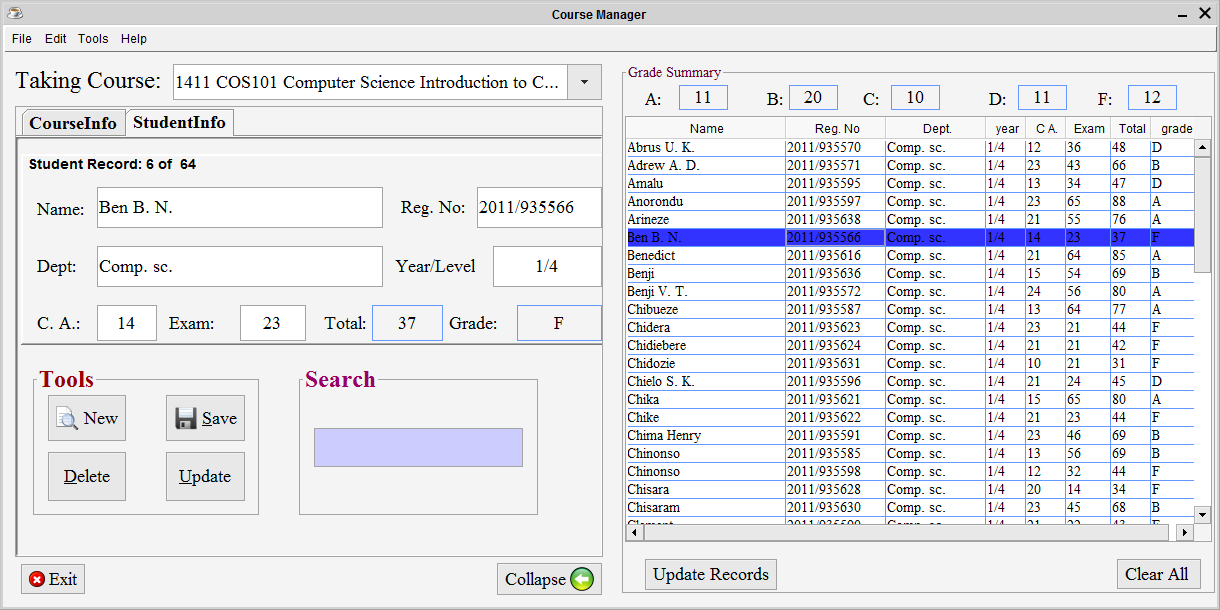 Course Manager
File Edit Tools Help
Taking Course: 1411 COS101 Computer Science Introduction to C...
CourseInfo StudentInfo
Student Record: 6 of 64
Name: Ben B. N. Reg. No: 2011/935566
Dept: Comp. sc. Year/Level 1/4
C. A.: 14 Exam: 23 Total: 37 Grade: F
Tools
New Save
Delete Update
Search
Exit
Collapse
Grade Summary
A: 11 B: 20 C: 10 D: 11 F: 12
Name Reg. No Dept. year C A. Exam Total grade
Abrus U. K. 2011/935570 Comp. sc. 1/4 12 36 48 D
Adrew A. D. 2011/935571 Comp. sc. 1/4 23 43 66 B
Amalu 2011/935595 Comp. sc. 1/4 13 34 47 D
Anorondu 2011/935597 Comp. sc. 1/4 23 65 88 A
Arineze 2011/935638 Comp. sc. 1/4 21 55 76 A
Ben B. N. 2011/935566 Comp. sc. 1/4 14 23 37 F
Benedict 2011/935616 Comp. sc. 1/4 21 64 85 A
Benji 2011/935636 Comp. sc. 1/4 15 54 69 B
Benji V. T. 2011/935572 Comp. sc. 1/4 24 56 80 A
Chibueze 2011/935587 Comp. sc. 1/4 13 64 77 A
Chidera 2011/935623 Comp. sc. 1/4 23 21 44 F
Chidiebere 2011/935624 Comp. sc. 1/4 21 21 42 F
Chidozie 2011/935631 Comp. sc. 1/4 10 21 31 F
Chielo S. K. 2011/935596 Comp. sc. 1/4 21 24 45 D
Chika 2011/935621 Comp. sc. 1/4 15 65 80 A
Chike 2011/935622 Comp. sc. 1/4 21 23 44 F
Chima Henry 2011/935591 Comp. sc. 1/4 23 46 69 B
Chinonso 2011/935585 Comp. sc. 1/4 13 56 69 B
Chinonso 2011/935598 Comp. sc. 1/4 12 32 44 F
Chisara 2011/935628 Comp. sc. 1/4 20 14 34 F
Chisaram 2011/935630 Comp. sc. 1/4 23 45 68 B
Update Records Clear All